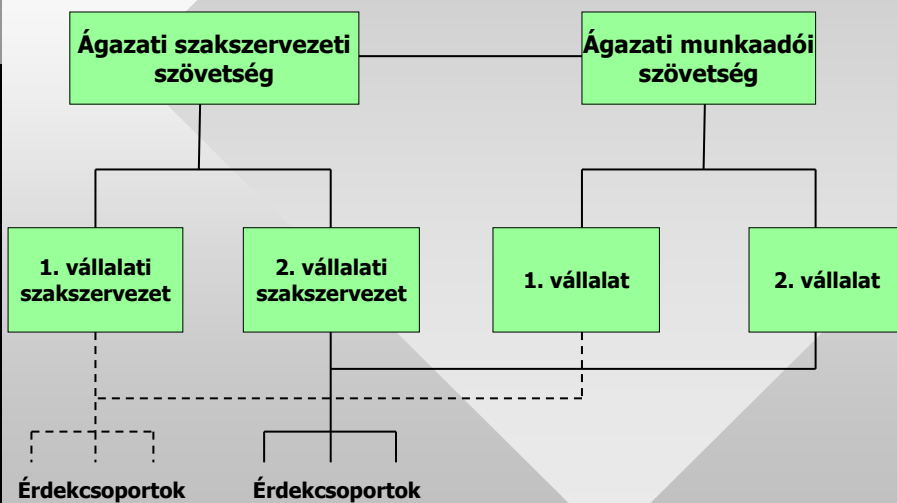 Ágazati szakszervezeti
szövetség
Ágazati munkaadói
szövetség
1. vállalati
szakszervezet
2. vállalati
szakszervezet
1. vállalat
2. vállalat
Érdekcsoportok
Érdekcsoportok